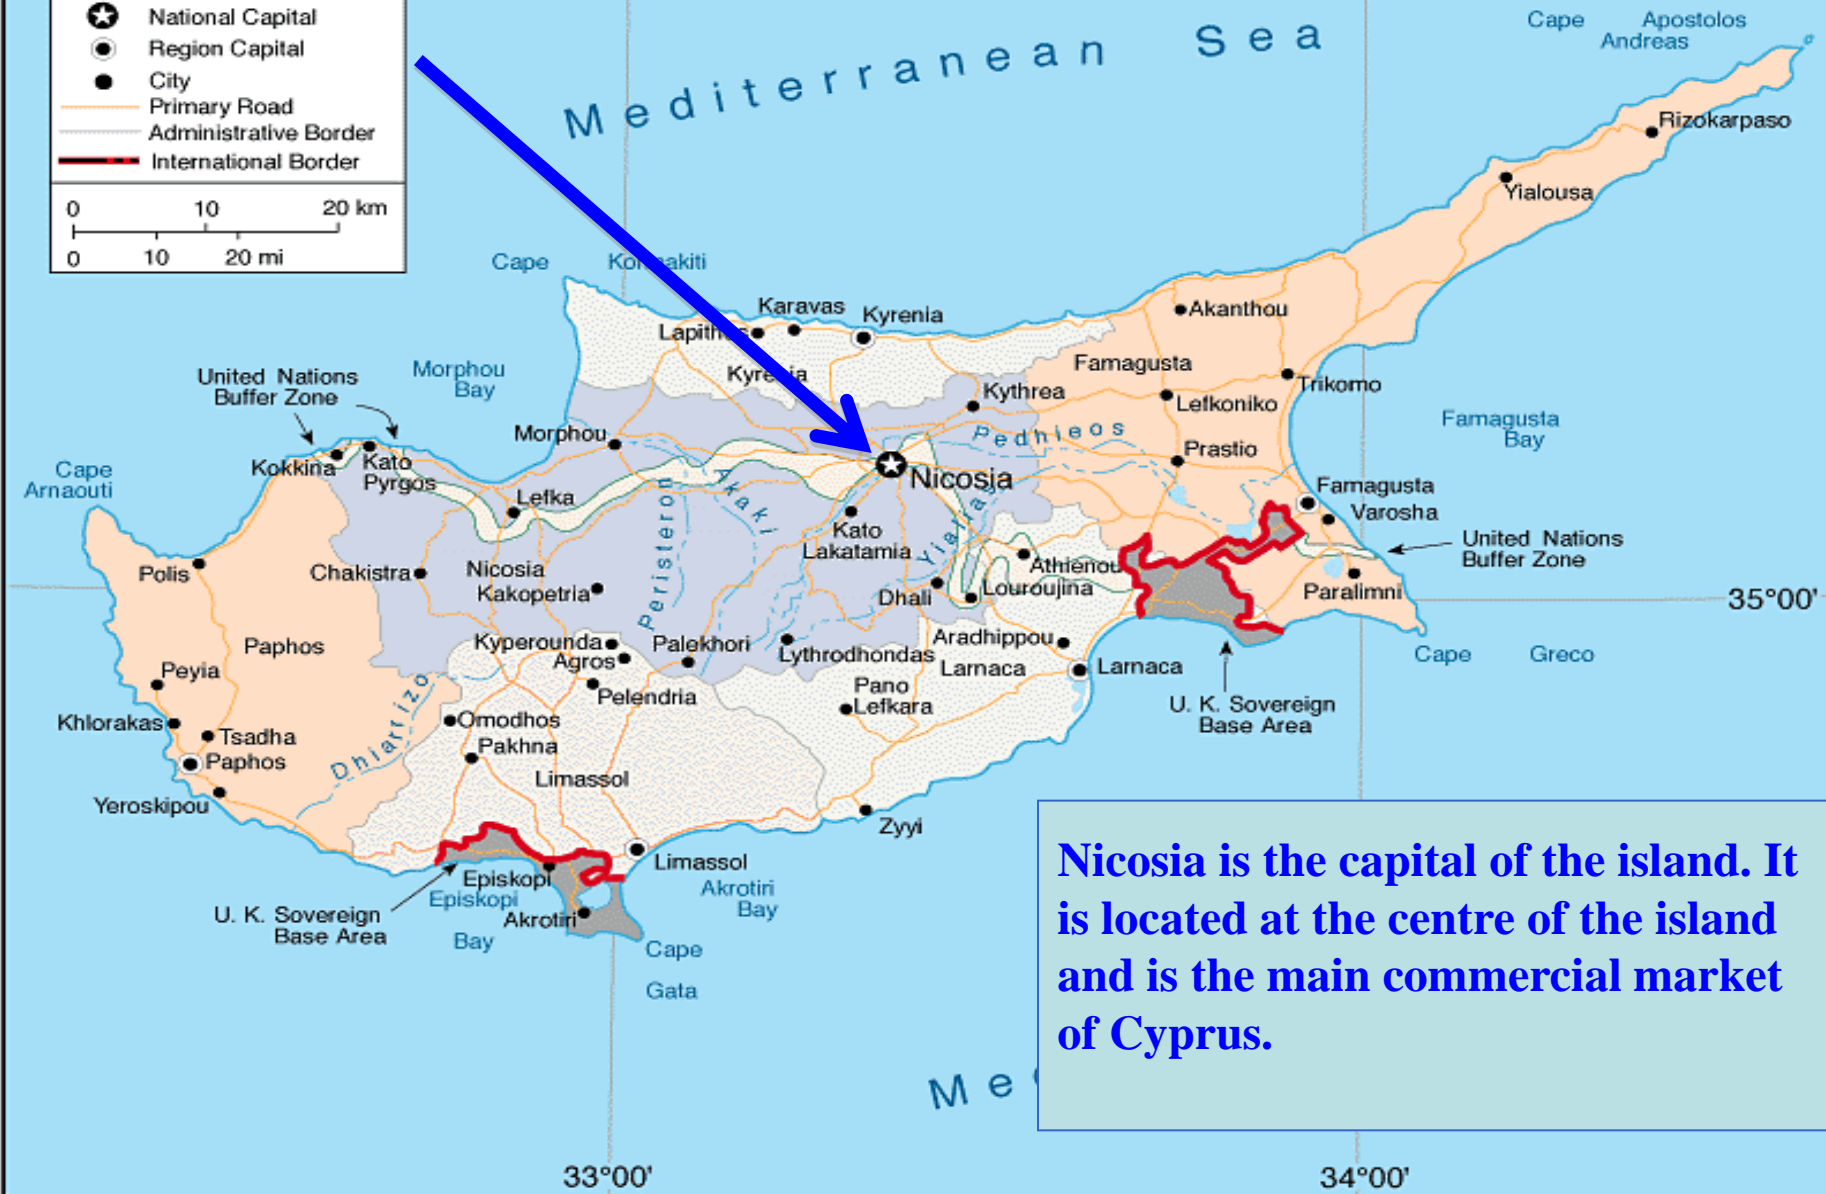 National Capital
Region Capital
City
Primary Road
Administrative Border
International Border
0 10 20 km
0 10 20 mi
Mediterranean Sea
Cape Apostolos
Andreas
Rizokarpaso
Yialousa
Cape Kormakiti
Karavas
Kyrenia
Lapithos
Kyrenia
Akanthou
Famagusta
Trikomo
Kythrea
Lefkoniko
Morphou
Bay
United Nations
Buffer Zone
Famagusta
Bay
Morphou
Pedhieos
Prastio
Kokkina
Kato
Pyrgos
Cape
Arnaouti
Nicosia
Lefka
Peristeron
Akaki
Yialias
Famagusta
Varosha
Kato
Lakatamia
United Nations
Buffer Zone
Athienou
Polis
Chakistra
Nicosia
Kakopetria
Dhali
Louroujina
Paralimni
35°00'
Paphos
Kyperounda
Agros
Palekhori
Lythrodhondas
Aradhippou
Larnaca
Larnaca
Cape Greco
Peyia
Pelendria
Pano
Lefkara
U. K. Sovereign
Base Area
Khlorakas
Tsadha
Paphos
Dhiarizo
Omodhos
Pakhna
Limassol
Yeroskipou
Zyyi
Limassol
Episkopi
Akrotiri
Bay
Episkopi
Bay
Akrotiri
U. K. Sovereign
Base Area
Cape
Gata
Nicosia is the capital of the island. It
is located at the centre of the island
and is the main commercial market
of Cyprus.
33°00'
34°00'